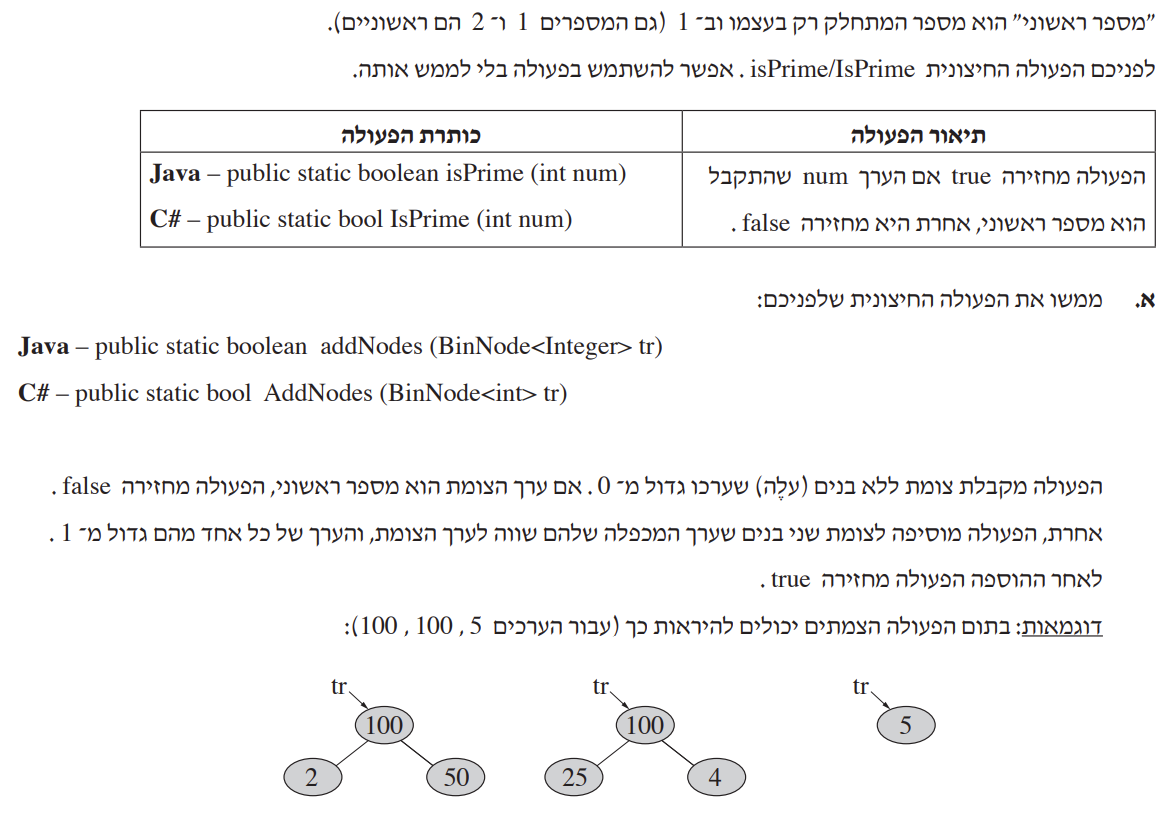 "מספר ראשוני" הוא מספר המתחלק רק בעצמו וב־ 1 (גם המספרים 1 ו־ 2 הם ראשוניים).
לפניכם הפעולה החיצונית isPrime/IsPrime . אפשר להשתמש בפעולה בלי לממש אותה.
תיאור הפעולה
כותרת הפעולה
הפעולה מחזירה true אם הערך num שהתקבל
הוא מספר ראשוני, אחרת היא מחזירה false .
Java – public static boolean isPrime (int num)
C# – public static bool IsPrime (int num)
א. ממשו את הפעולה החיצונית שלפניכם:
Java – public static boolean addNodes (BinNode<Integer> tr)
C# – public static bool AddNodes (BinNode<int> tr)
הפעולה מקבלת צומת ללא בנים (עלֶה) שערכו גדול מ־ 0 . אם ערך הצומת הוא מספר ראשוני, הפעולה מחזירה false .
אחרת, הפעולה מוסיפה לצומת שני בנים שערך המכפלה שלהם שווה לערך הצומת, והערך של כל אחד מהם גדול מ־ 1 .
לאחר ההוספה הפעולה מחזירה true .
דוגמאות: בתום הפעולה הצמתים יכולים להיראות כך (עבור הערכים 5 , 100 , 100):
tr
5
tr
100
25
4
tr
100
2
50